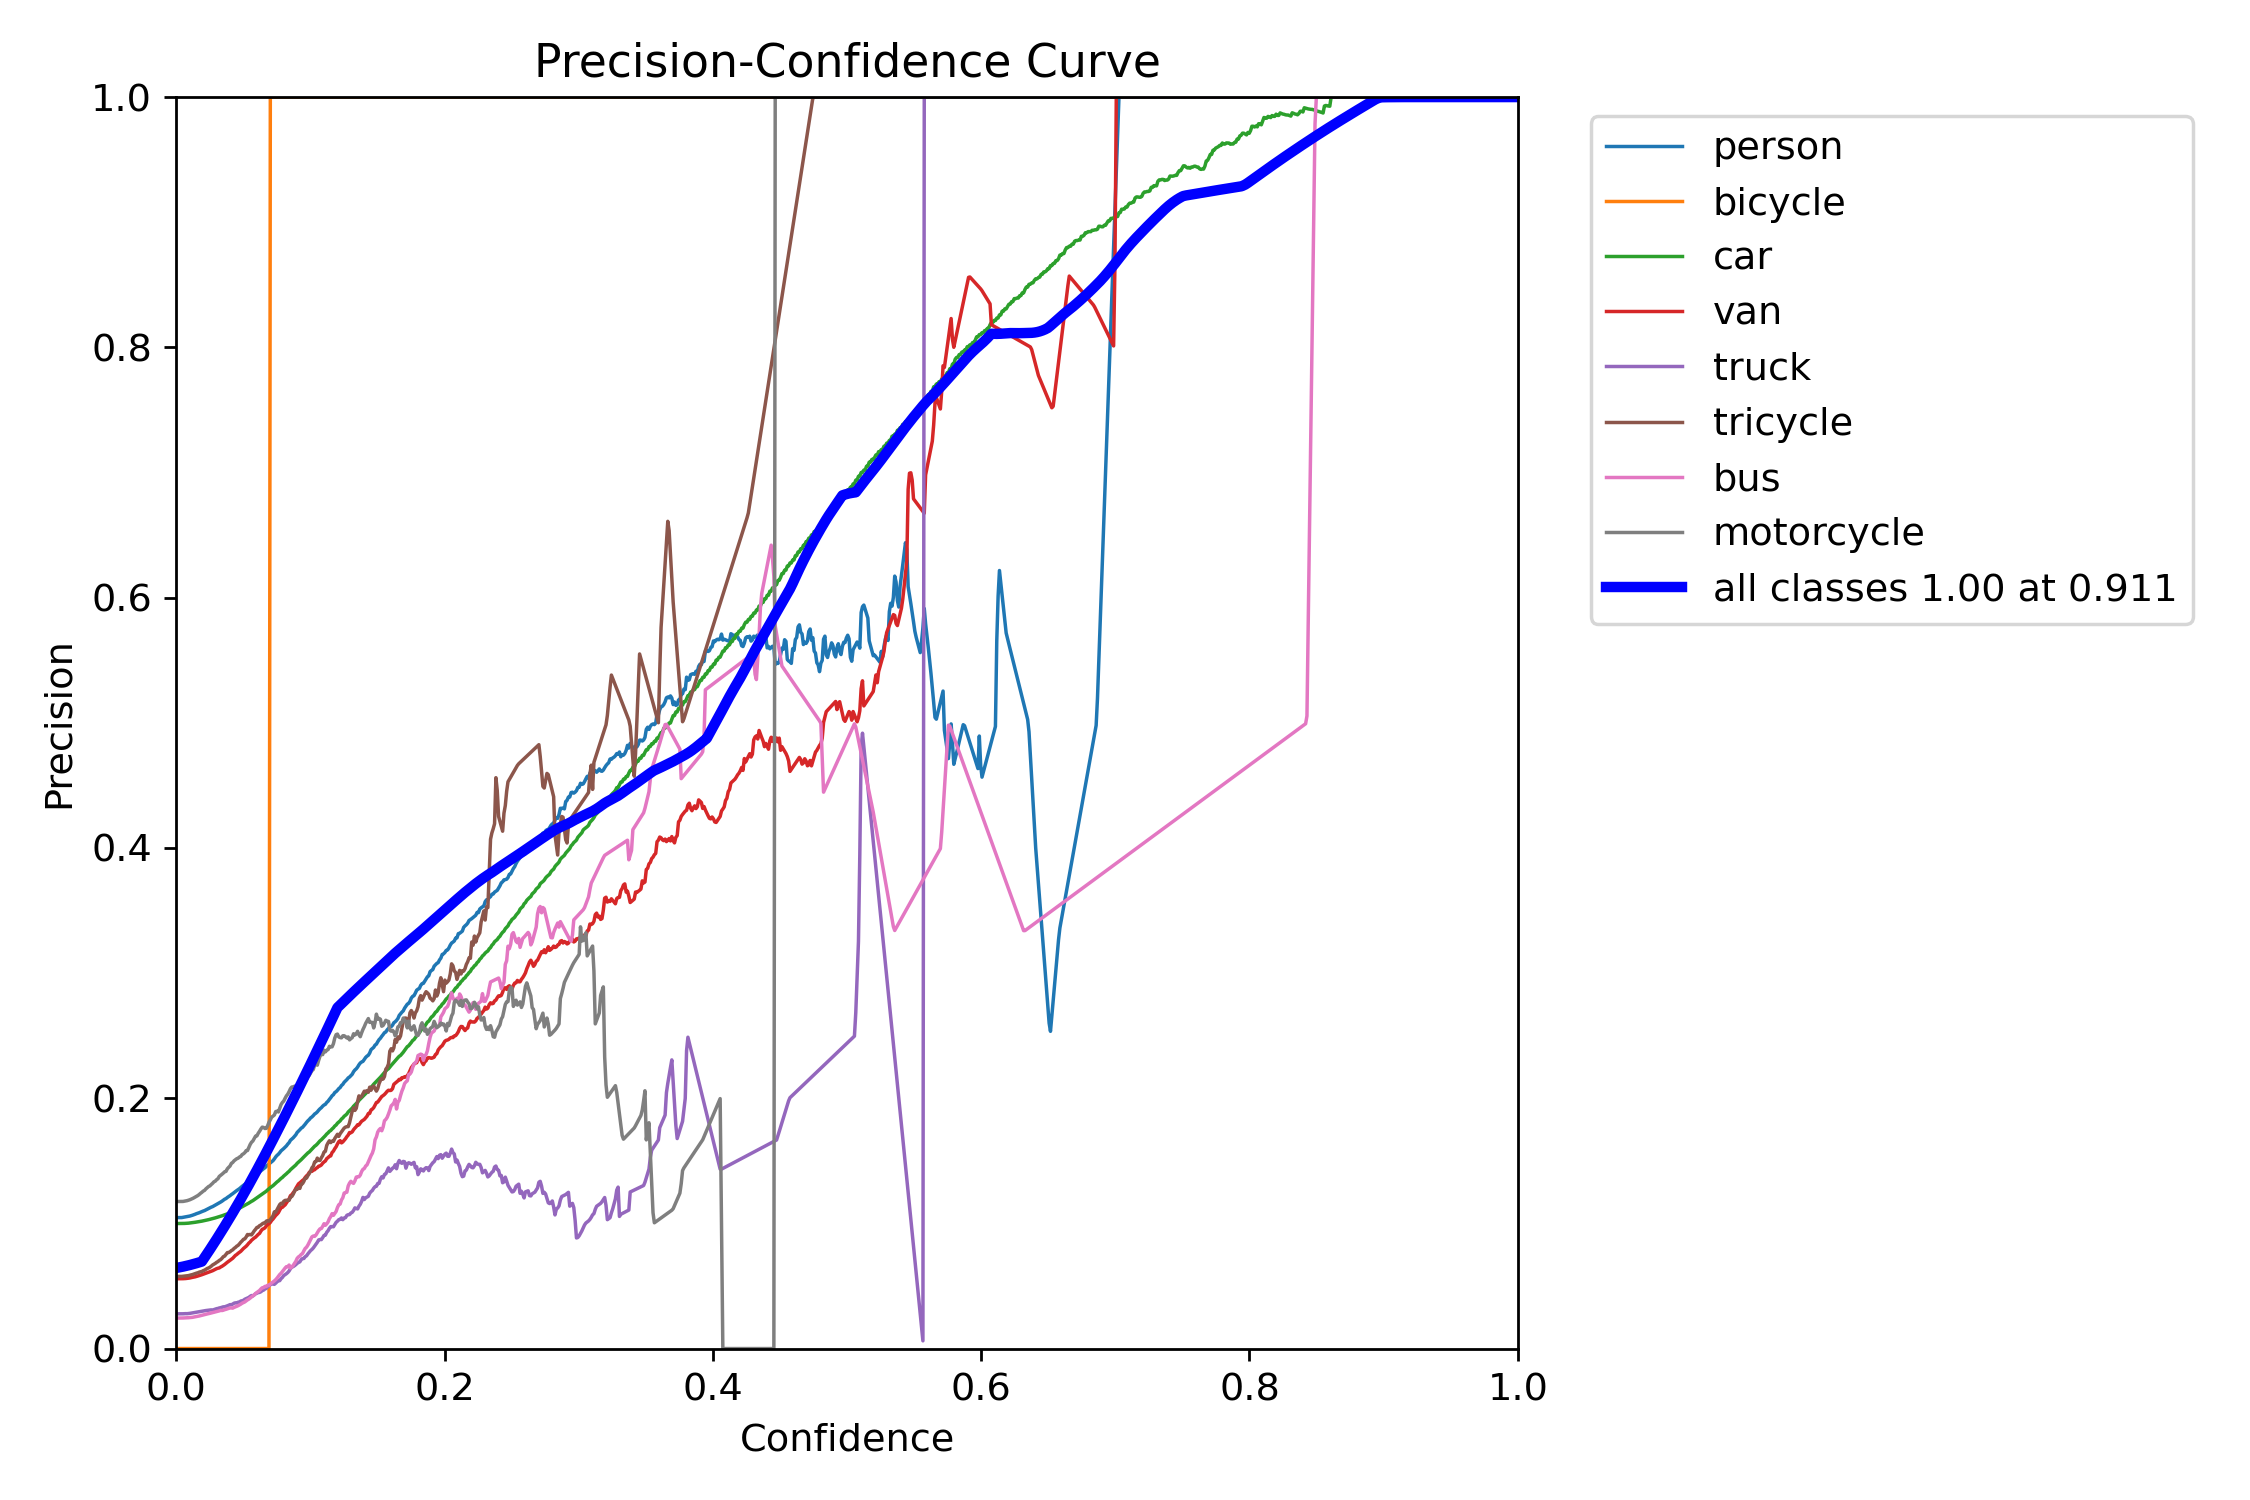 Precision-Confidence Curve
1.0
0.8
0.6
0.4
0.2
0.0
Precision
0.0 0.2 0.4 0.6 0.8 1.0
Confidence
person
bicycle
car
van
truck
tricycle
bus
motorcycle
all classes 1.00 at 0.911